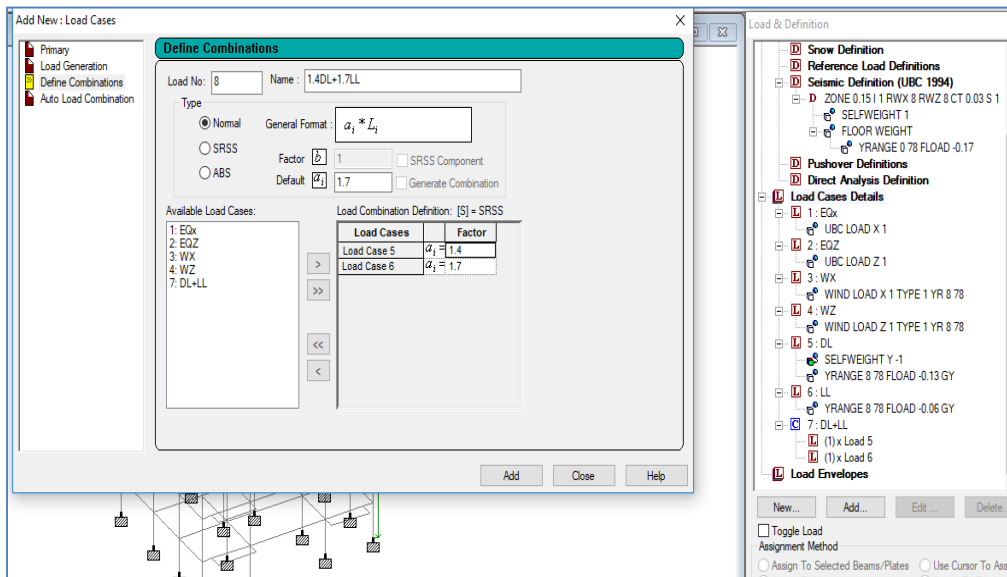 Add New : Load Cases
Primary
Load Generation
Define Combinations
Auto Load Combination
Define Combinations
Load No: 8 Name : 1.4DL+1.7LL
Type
Normal General Format : aᵢ * Lᵢ
SRSS
ABS
Factor b 1 SRSS Component
Default aᵢ 1.7 Generate Combination
Available Load Cases:
1: EQx
2: EQZ
3: WX
4: WZ
7: DL+LL
>
>>
<<
<
Load Combination Definition: [S] = SRSS
Load Cases Factor
Load Case 5 aᵢ = 1.4
Load Case 6 aᵢ = 1.7
Add Close Help
Load & Definition
D Snow Definition
D Reference Load Definitions
D Seismic Definition (UBC 1994)
D ZONE 0.15 I 1 RWX 8 RWZ 8 CT 0.03 S 1
SELFWEIGHT 1
FLOOR WEIGHT
YRANGE 0 78 FLOAD -0.17
D Pushover Definitions
D Direct Analysis Definition
L Load Cases Details
L 1 : EQx
UBC LOAD X 1
L 2 : EQZ
UBC LOAD Z 1
L 3 : WX
WIND LOAD X 1 TYPE 1 YR 8 78
L 4 : WZ
WIND LOAD Z 1 TYPE 1 YR 8 78
L 5 : DL
SELFWEIGHT Y -1
YRANGE 8 78 FLOAD -0.13 GY
L 6 : LL
YRANGE 8 78 FLOAD -0.06 GY
C 7 : DL+LL
L (1) x Load 5
L (1) x Load 6
L Load Envelopes
New... Add... Edit ... Delete.
Toggle Load
Assignment Method
Assign To Selected Beams/Plates Use Cursor To Ass